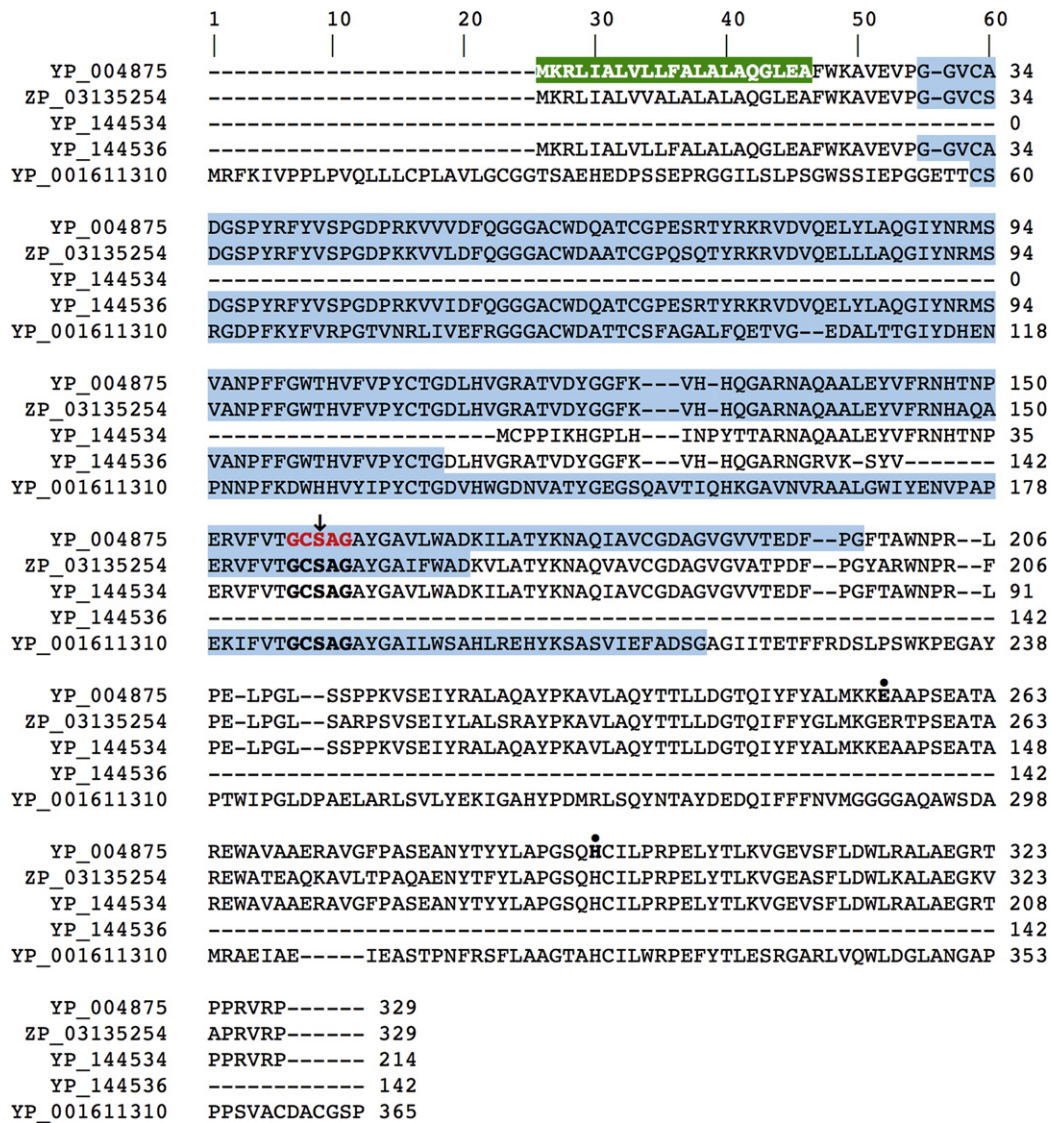 1 10 20 30 40 50 60
YP_004875 -------------------------MKRLIALVLLFALALAQGLEAFWKAVEVPG-GVCA 34
ZP_03135254 -------------------------MKRLIALVVALALALAQGLEAFWKAVEVPG-GVCS 34
YP_144534 ------------------------------------------------------------ 0
YP_144536 -------------------------MKRLIALVLLFALALAQGLEAFWKAVEVPG-GVCA 34
YP_001611310 MRFKIVPPLPVQLLLCPLAVLGCGGTSAEHEDPSSEPRGGILSLPSGWSSIEPGGETTCS 60
YP_004875 DGSPYRFYVSPGDPRKVVVDFQGGGACWDQATCGPESRTYRKRVDVQELYLAQGIYNRMS 94
ZP_03135254 DGSPYRFYVSPGDPKKVVLDFQGGGACWDAATCGPQSQTYRKRVDVQELLLAQGIYNRMS 94
YP_144534 ------------------------------------------------------------ 0
YP_144536 DGSPYRFYVSPGDPRKVVIDFQGGGACWDQATCGPESRTYRKRVDVQELYLAQGIYNRMS 94
YP_001611310 RGDPFKYFVRPGTVNRLIVEFRGGGACWDATTCSFAGALFQETVG--EDALTTGIYDHEN 118
YP_004875 VANPFFGWTHVFVPYCTGDLHVGRATVDYGGFK---VH-HQGARNAQAALEYVFRNHTNP 150
ZP_03135254 VANPFFGWTHVFVPYCTGDLHVGRATVDYGGFK---VH-HQGARNAQAALEYVFRNHAQA 150
YP_144534 ----------------------MCPPIKHGPLH---INPYTTARNAQAALEYVFRNHTNP 35
YP_144536 VANPFFGWTHVFVPYCTGDLHVGRATVDYGGFK---VH-HQGARNGRVK-SYV------- 142
YP_001611310 PNNPFKDWHHVYIPYCTGDVHWGDNVATYGEGSQAVTIQHKGAVNVRAALGWIYENVPAP 178
↓
YP_004875 ERVFVTGCSAGAYGAVLWADKILATYKNAQIAVCGDAGVGVVTEDF--PGFTAWNPR--L 206
ZP_03135254 ERVFVTGCSAGAYGAIFWADKVLATYKNAQVAVCGDAGVGVATPDF--PGYARWNPR--F 206
YP_144534 ERVFVTGCSAGAYGAVLWADKILATYKNAQIAVCGDAGVGVVTEDF--PGFTAWNPR--L 91
YP_144536 ------------------------------------------------------------ 142
YP_001611310 EKIFVTGCSAGAYGAILWSAHLREHYKSASVIEFADSGAGIITETFFRDSLPSWKPEGAY 238
•
YP_004875 PE-LPGL--SSPPKVSEIYRALAQAYPKAVLAQYTTLLDGTQIYFYALMKKEAAPSEATA 263
ZP_03135254 PE-LPGL--SARPSVSEIYLALSRAYPKAVLAQYTTLLDGTQIFFYGLMKGERTPSEATA 263
YP_144534 PE-LPGL--SSPPKVSEIYRALAQAYPKAVLAQYTTLLDGTQIYFYALMKKEAAPSEATA 148
YP_144536 ------------------------------------------------------------ 142
YP_001611310 PTWIPGLDPAELARLSVLYEKIGAHYPDMRLSQYNTAYDEDQIFFFNVMGGGGAQAWSDA 298
•
YP_004875 REWAVAAERAVGFPASEANYTYYLAPGSQHCILPRPELYTLKVGEVSFLDWLRALAEGRT 323
ZP_03135254 REWATEAQKAVLTPAQAENYTFYLAPGSQHCILPRPELYTLKVGEASFLDWLKALAEGKV 323
YP_144534 REWAVAAERAVGFPASEANYTYYLAPGSQHCILPRPELYTLKVGEVSFLDWLRALAEGRT 208
YP_144536 ------------------------------------------------------------ 142
YP_001611310 MRAEIAE-----IEASTPNFRSFLAAGTAHCILWRPEFYTLESRGARLVQWLDGLANGAP 353
YP_004875 PPRVRP------ 329
ZP_03135254 APRVRP------ 329
YP_144534 PPRVRP------ 214
YP_144536 ------------ 142
YP_001611310 PPSVACDACGSP 365